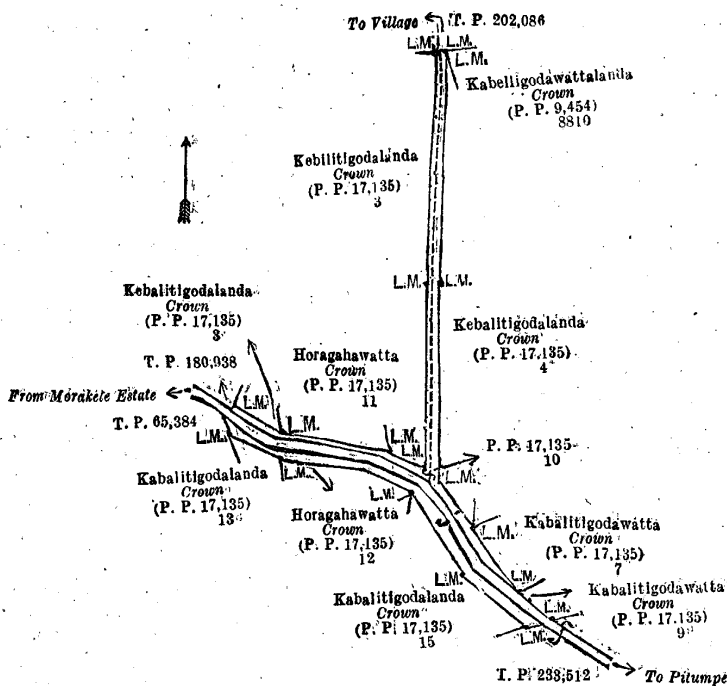 To Village T. P. 202,086
L.M. L.M.
L.M.
Kabelligodawattalanda
Crown
(P. P. 9,454)
8810
Kebilitigodalanda
Crown
(P. P. 17,135)
3
L.M. L.M.
Kebalitigodalanda
Crown
(P. P. 17,135)
3
T. P. 180,938
Horagahawatta
Crown
(P. P. 17,135)
11
Kebalitigodalanda
Crown
(P. P. 17,135)
4
From Morakele Estate
T. P. 65,384
L.M.
L.M.
L.M.
L.M.
L.M.
P. P. 17,135
10
L.M.
Kabalitigodalanda
Crown
(P. P. 17,135)
13
L.M.
L.M.
Horagahawatta
Crown
(P. P. 17,135)
12
L.M.
Kabalitigodawatta
Crown
(P. P. 17,135)
7
L.M.
L.M.
Kabalitigodalanda
Crown
(P. P. 17,135)
15
L.M.
L.M.
Kabalitigodawatta
Crown
(P. P. 17.135)
9
T. P. 233,512
To Pitumpe